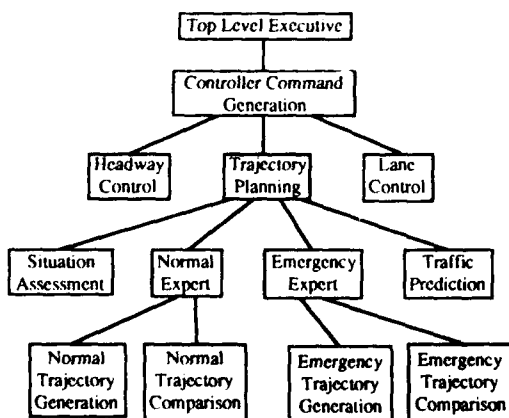 Top Level Executive
Controller Command
Generation
Headway
Control
Trajectory
Planning
Lane
Control
Situation
Assessment
Normal
Expert
Emergency
Expert
Traffic
Prediction
Normal
Trajectory
Generation
Normal
Trajectory
Comparison
Emergency
Trajectory
Generation
Emergency
Trajectory
Comparison